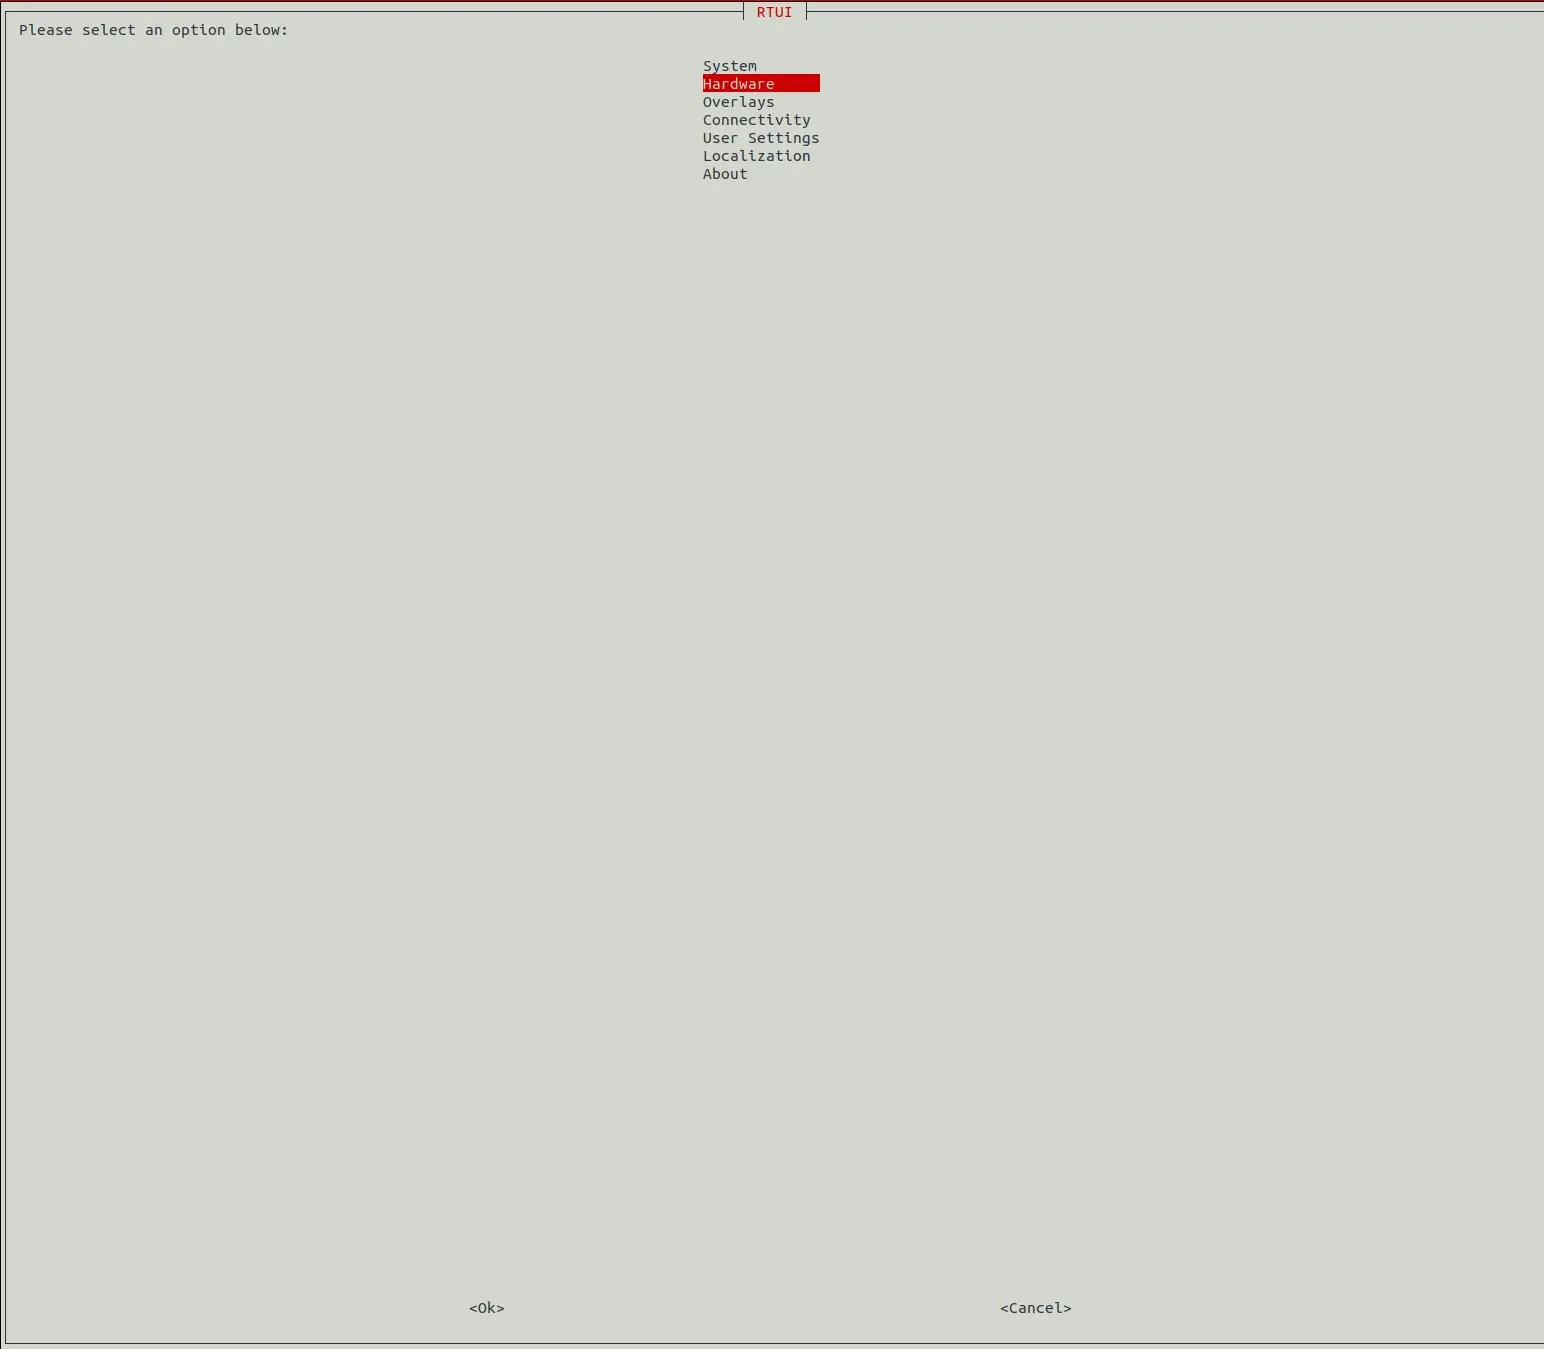 RTUI
Please select an option below:
System
Hardware
Overlays
Connectivity
User Settings
Localization
About
<Ok> <Cancel>